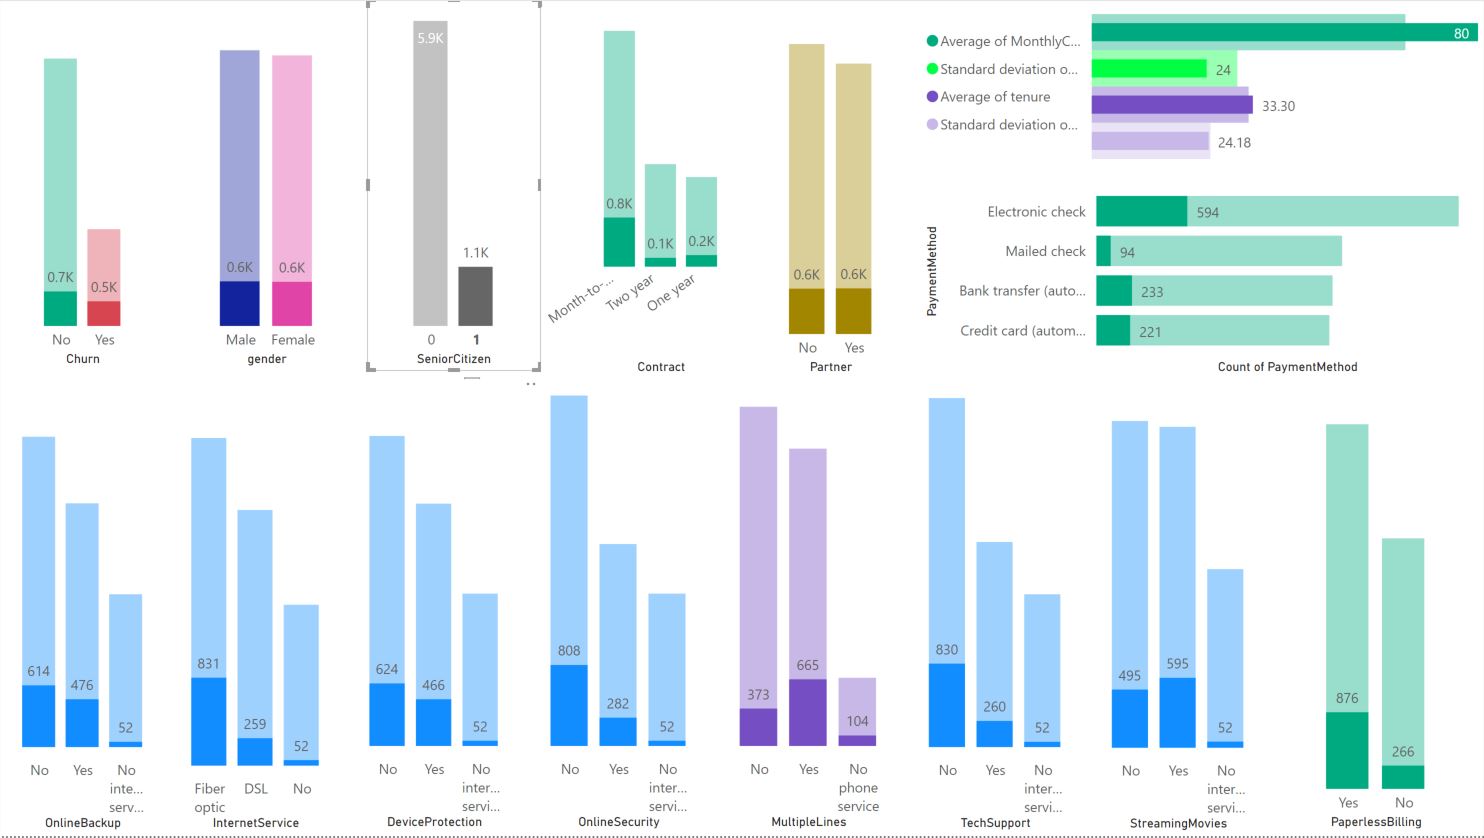 0.7K
0.5K
No Yes
Churn
0.6K 0.6K
Male Female
gender
5.9K
1.1K
0 1
SeniorCitizen
0.8K
0.1K
0.2K
Month-to-...
Two year
One year
Contract
0.6K 0.6K
No Yes
Partner
Average of MonthlyC...
Standard deviation o...
Average of tenure
Standard deviation o...
80
24
33.30
24.18
PaymentMethod
Electronic check 594
Mailed check 94
Bank transfer (auto... 233
Credit card (autom... 221
Count of PaymentMethod
614
476
52
No Yes No
inte...
serv...
OnlineBackup
831
259
52
Fiber DSL No
optic
InternetService
624
466
52
No Yes No
inter...
servi...
DeviceProtection
808
282
52
No Yes No
inter...
servi...
OnlineSecurity
373
665
104
No Yes No
phone
service
MultipleLines
830
260
52
No Yes No
inter...
servi...
TechSupport
495
595
52
No Yes No
inter...
servi...
StreamingMovies
876
266
Yes No
PaperlessBilling